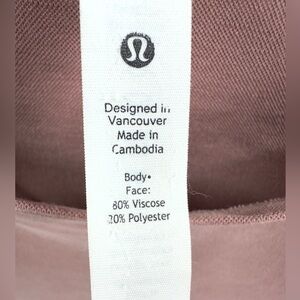 Designed in
Vancouver
Made in
Cambodia
Body•
Face:
80% Viscose
20% Polyester